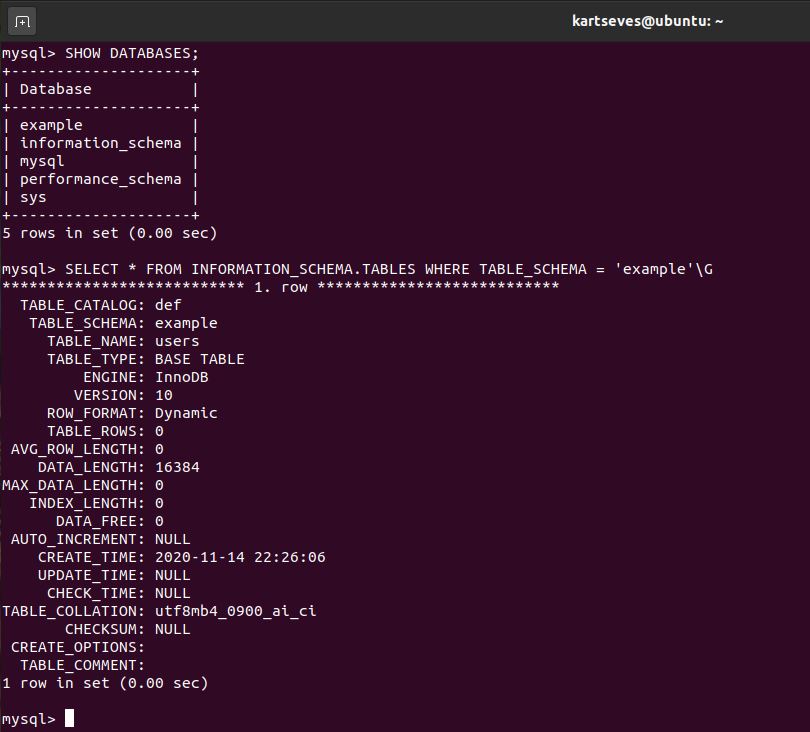 kartseves@ubuntu: ~
mysql> SHOW DATABASES;
+--------------------+
| Database           |
+--------------------+
| example            |
| information_schema |
| mysql              |
| performance_schema |
| sys                |
+--------------------+
5 rows in set (0.00 sec)
mysql> SELECT * FROM INFORMATION_SCHEMA.TABLES WHERE TABLE_SCHEMA = 'example'\G
*************************** 1. row ***************************
  TABLE_CATALOG: def
   TABLE_SCHEMA: example
     TABLE_NAME: users
     TABLE_TYPE: BASE TABLE
         ENGINE: InnoDB
        VERSION: 10
     ROW_FORMAT: Dynamic
     TABLE_ROWS: 0
 AVG_ROW_LENGTH: 0
    DATA_LENGTH: 16384
MAX_DATA_LENGTH: 0
   INDEX_LENGTH: 0
      DATA_FREE: 0
 AUTO_INCREMENT: NULL
    CREATE_TIME: 2020-11-14 22:26:06
    UPDATE_TIME: NULL
     CHECK_TIME: NULL
TABLE_COLLATION: utf8mb4_0900_ai_ci
       CHECKSUM: NULL
 CREATE_OPTIONS:
  TABLE_COMMENT:
1 row in set (0.00 sec)
mysql>